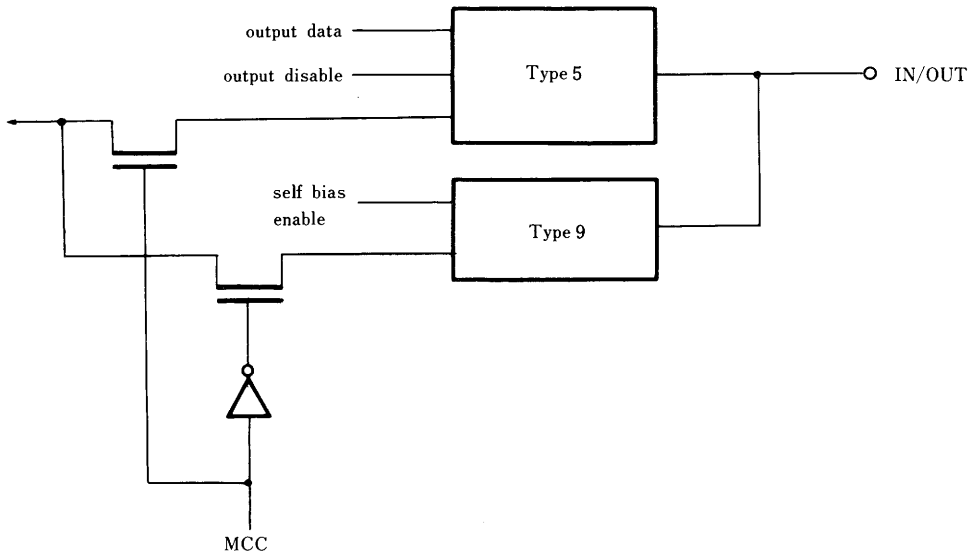 output data
output disable
Type 5
IN/OUT
self bias
enable
Type 9
MCC